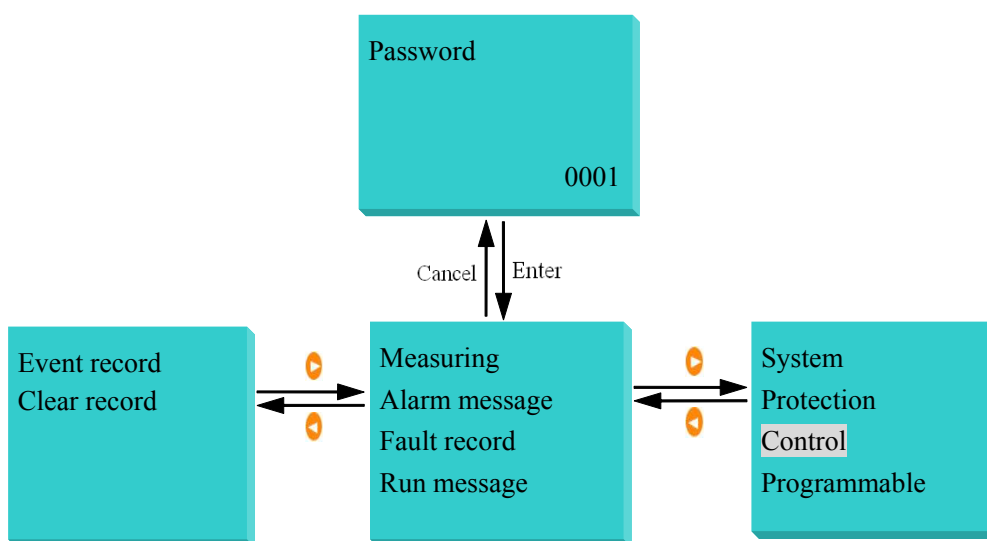 Password
0001
Cancel
Enter
Event record
Clear record
Measuring
Alarm message
Fault record
Run message
System
Protection
Control
Programmable